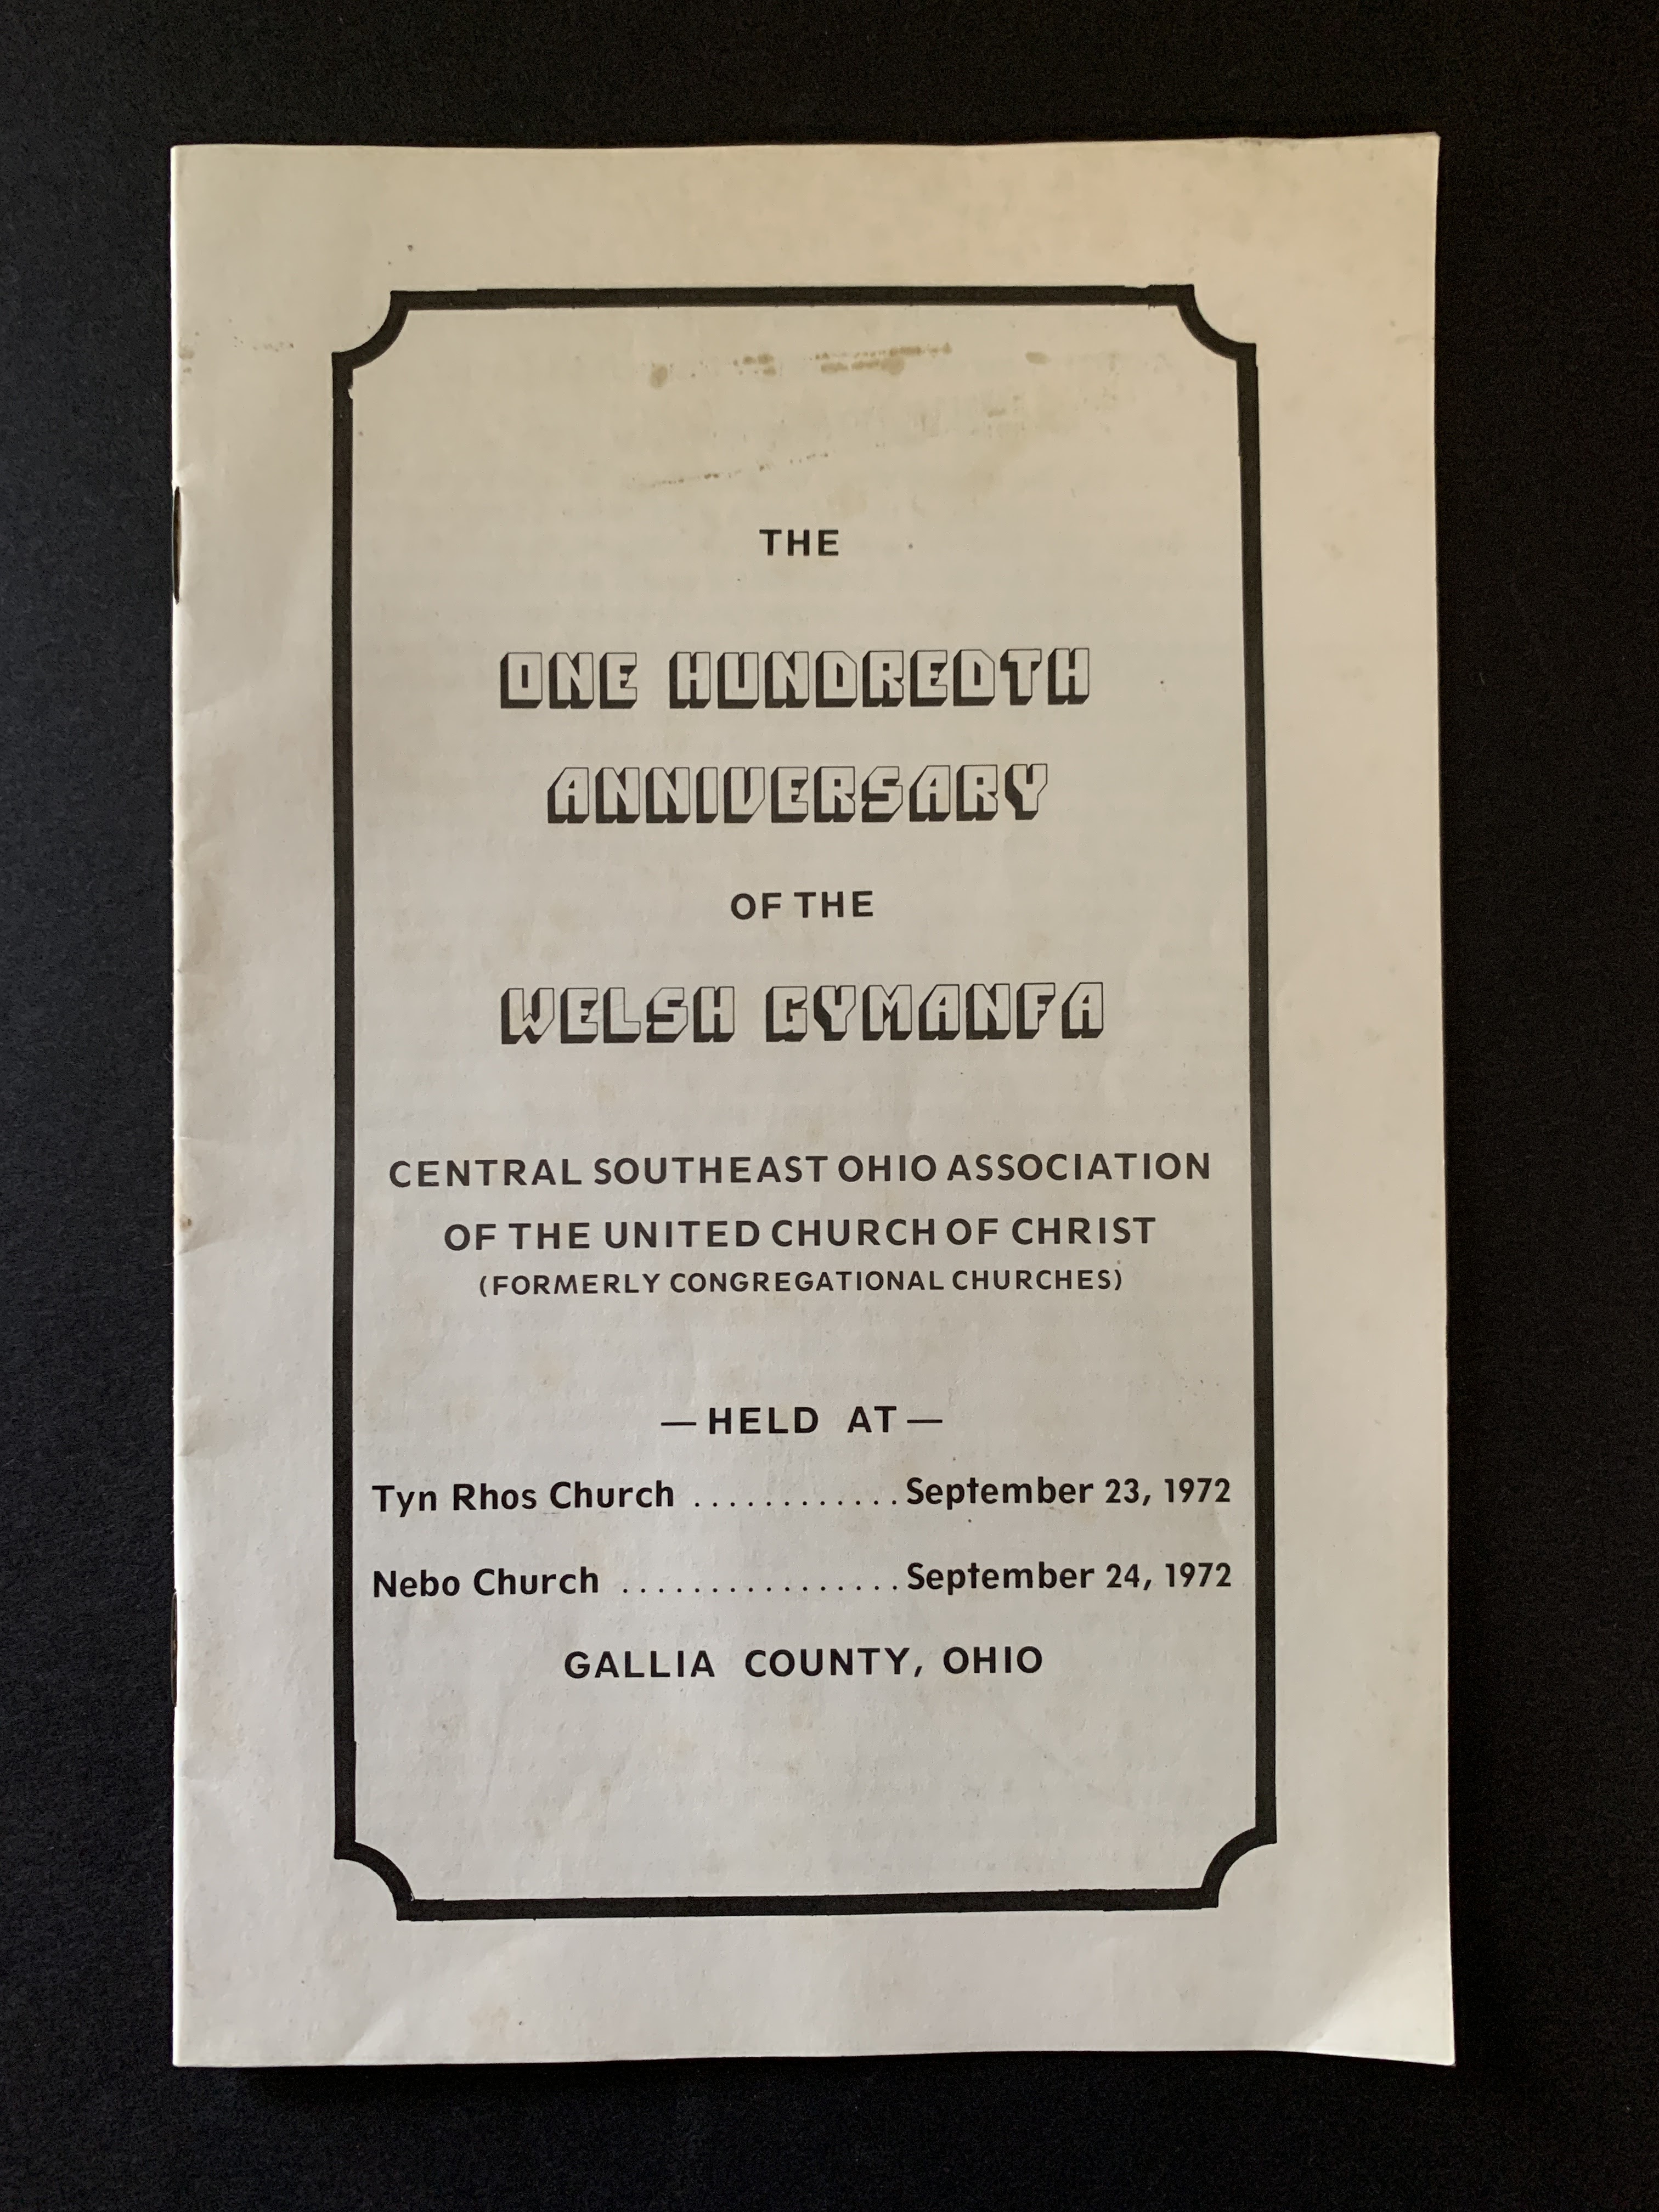 THE
ONE HUNDREDTH
ANNIVERSARY
OF THE
WELSH GYMANFA
CENTRAL SOUTHEAST OHIO ASSOCIATION
OF THE UNITED CHURCH OF CHRIST
(FORMERLY CONGREGATIONAL CHURCHES)
—HELD AT—
Tyn Rhos Church ............September 23, 1972
Nebo Church ................September 24, 1972
GALLIA COUNTY, OHIO